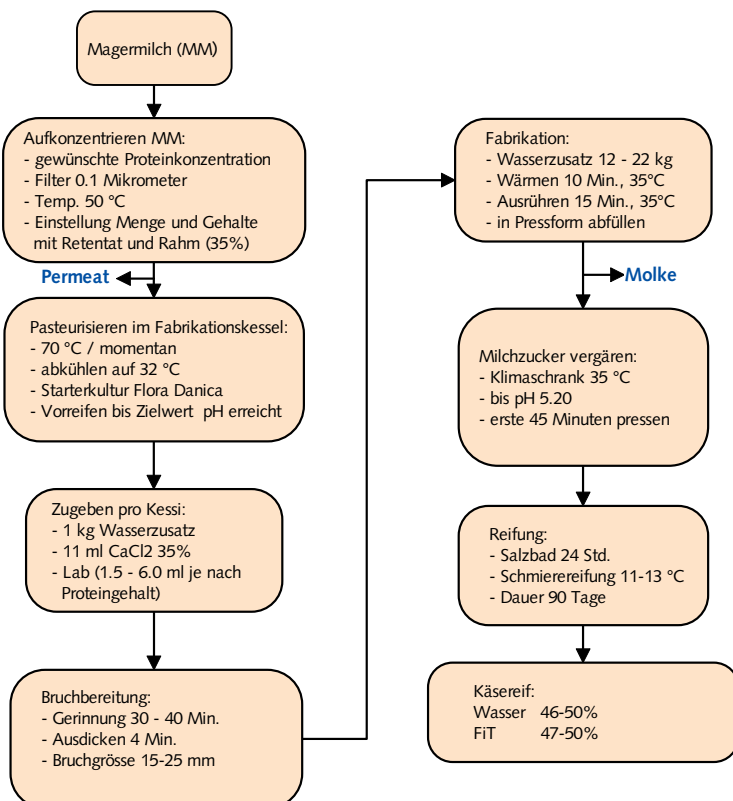 Magermilch (MM)
Aufkonzentrieren MM:
- gewünschte Proteinkonzentration
- Filter 0.1 Mikrometer
- Temp. 50 °C
- Einstellung Menge und Gehalte
mit Retentat und Rahm (35%)
Permeat
Pasteurisieren im Fabrikationskessel:
- 70 °C / momentan
- abkühlen auf 32 °C
- Starterkultur Flora Danica
- Vorreifen bis Zielwert pH erreicht
Zugeben pro Kessi:
- 1 kg Wasserzusatz
- 11 ml CaCl2 35%
- Lab (1.5 - 6.0 ml je nach
Proteingehalt)
Bruchbereitung:
- Gerinnung 30 - 40 Min.
- Ausdicken 4 Min.
- Bruchgrösse 15-25 mm
Fabrikation:
- Wasserzusatz 12 - 22 kg
- Wärmen 10 Min., 35°C
- Ausrühren 15 Min., 35°C
- in Pressform abfüllen
Molke
Milchzucker vergären:
- Klimaschrank 35 °C
- bis pH 5.20
- erste 45 Minuten pressen
Reifung:
- Salzbad 24 Std.
- Schmierereifung 11-13 °C
- Dauer 90 Tage
Käsereif:
Wasser 46-50%
FiT 47-50%